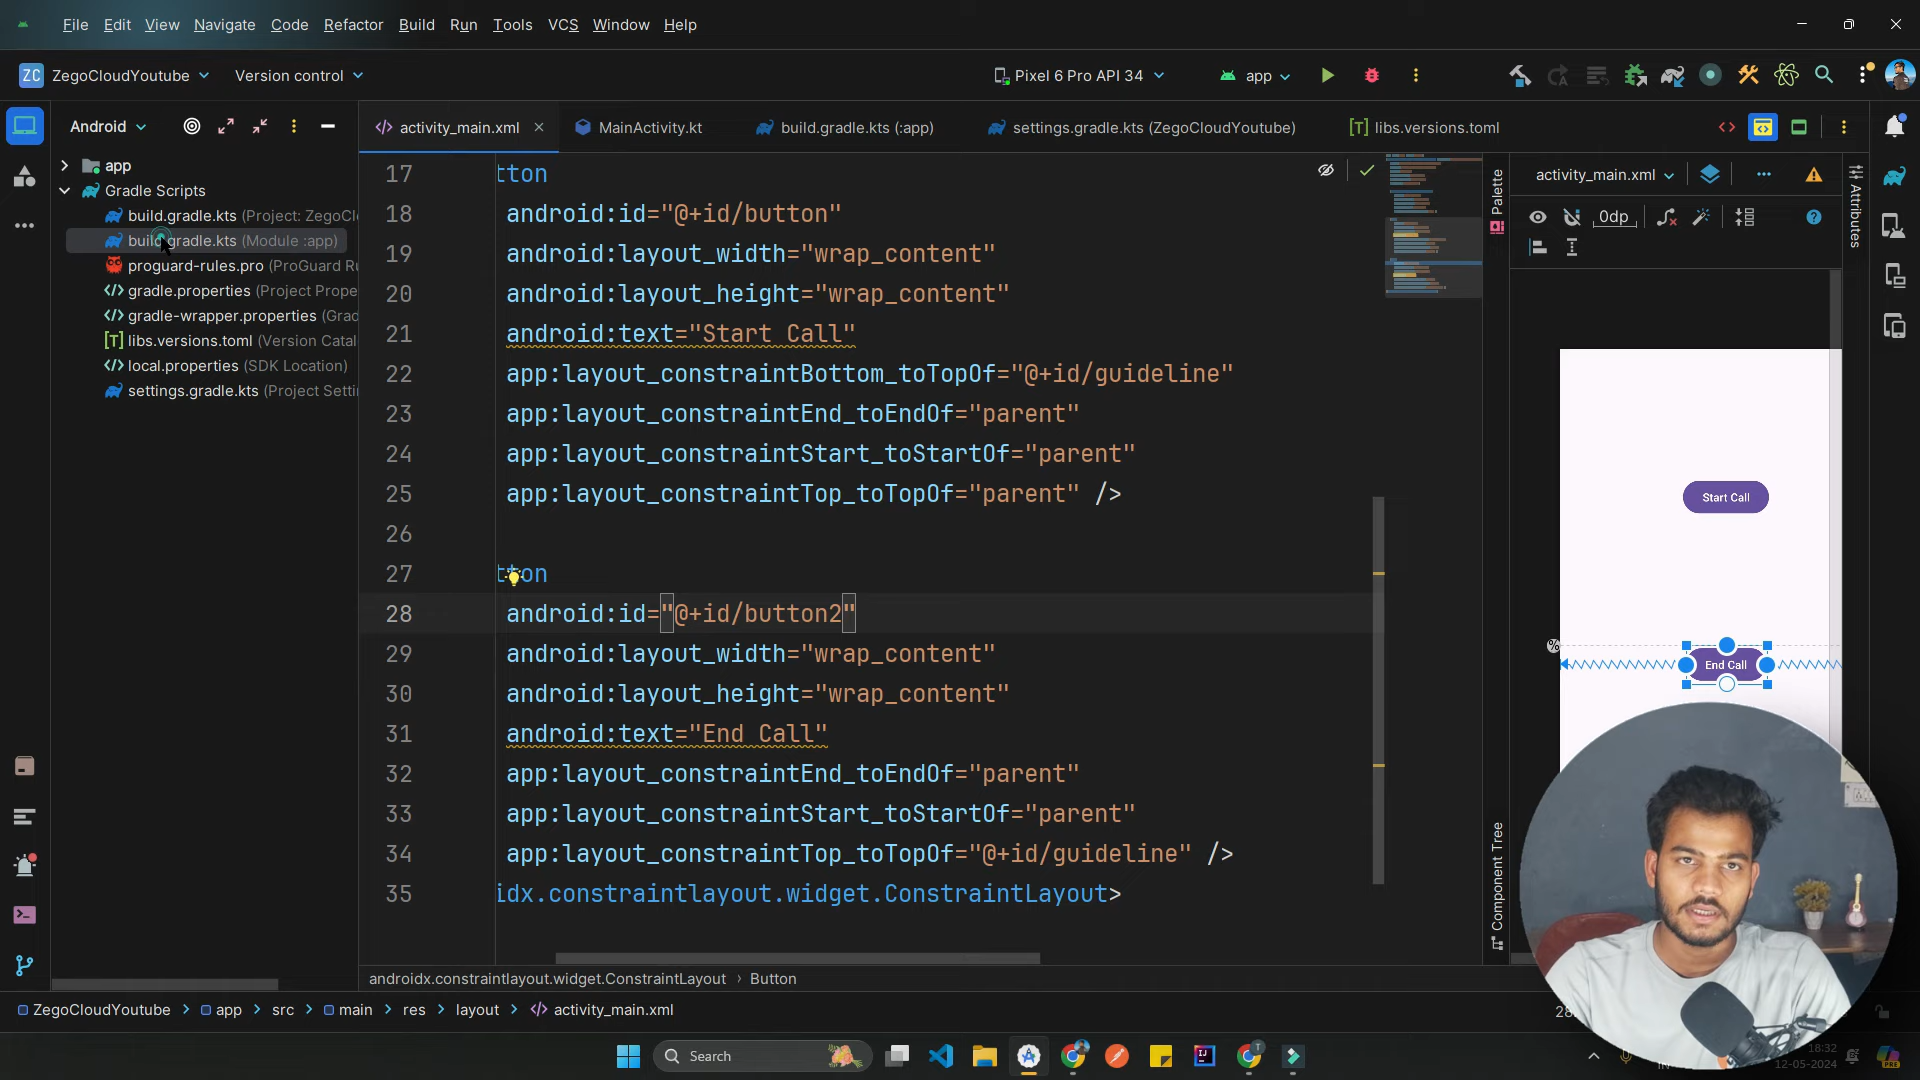 File Edit View Navigate Code Refactor Build Run Tools VCS Window Help
ZC ZegoCloudYoutube Version control Pixel 6 Pro API 34 app
Android
activity_main.xml MainActivity.kt build.gradle.kts (:app) settings.gradle.kts (ZegoCloudYoutube) libs.versions.toml
app
Gradle Scripts
build.gradle.kts (Project: ZegoCl
build.gradle.kts (Module :app)
proguard-rules.pro (ProGuard Ru
gradle.properties (Project Prope
gradle-wrapper.properties (Grad
libs.versions.toml (Version Catal
local.properties (SDK Location)
settings.gradle.kts (Project Setti
17 tton
18 android:id="@+id/button"
19 android:layout_width="wrap_content"
20 android:layout_height="wrap_content"
21 android:text="Start Call"
22 app:layout_constraintBottom_toTopOf="@+id/guideline"
23 app:layout_constraintEnd_toEndOf="parent"
24 app:layout_constraintStart_toStartOf="parent"
25 app:layout_constraintTop_toTopOf="parent" />
26
27 tton
28 android:id="@+id/button2"
29 android:layout_width="wrap_content"
30 android:layout_height="wrap_content"
31 android:text="End Call"
32 app:layout_constraintEnd_toEndOf="parent"
33 app:layout_constraintStart_toStartOf="parent"
34 app:layout_constraintTop_toTopOf="@+id/guideline" />
35 idx.constraintlayout.widget.ConstraintLayout>
Palette
Component Tree
activity_main.xml
0dp
Attributes
Start Call
%
End Call
androidx.constraintlayout.widget.ConstraintLayout › Button
ZegoCloudYoutube > app > src > main > res > layout > activity_main.xml
28
Search
IN
18:32
12-05-2024
PRE